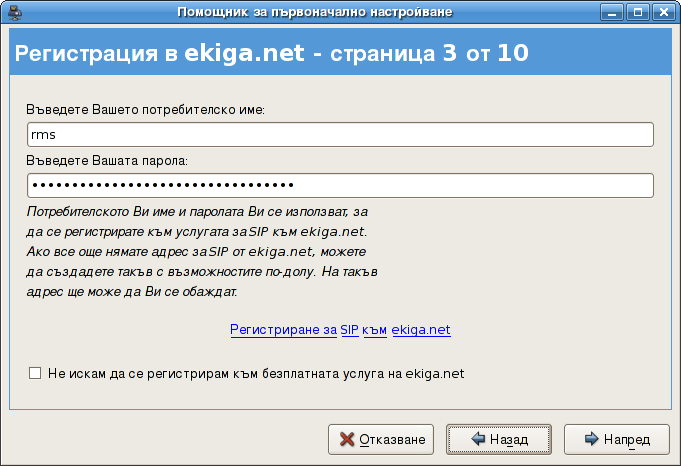 Помощник за първоначално настройване
Регистрация в ekiga.net - страница 3 от 10
Въведете Вашето потребителско име:
rms
Въведете Вашата парола:
•••••••••••••••••••••••••••••••••
Потребителското Ви име и паролата Ви се използват, за
да се регистрирате към услугата за SIP към ekiga.net.
Ако все още нямате адрес за SIP от ekiga.net, можете
да създадете такъв с възможностите по-долу. На такъв
адрес ще може да Ви се обаждат.
Регистриране за SIP към ekiga.net
Не искам да се регистрирам към безплатната услуга на ekiga.net
Отказване Назад Напред